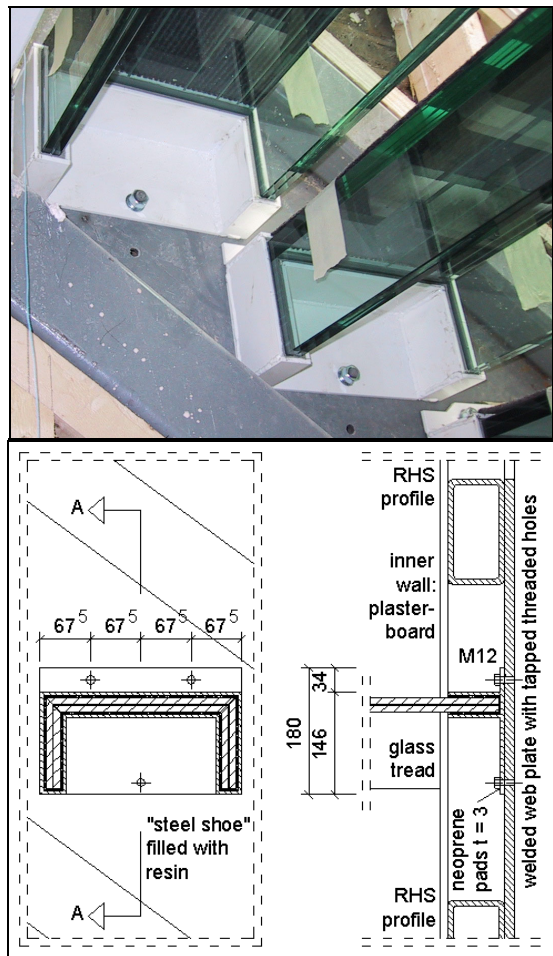 A
67⁵ 67⁵ 67⁵ 67⁵
"steel shoe"
filled with
resin
A
RHS
profile
inner
wall:
plaster-
board
M12
34
180
146
glass
tread
neoprene
pads t = 3
RHS
profile
welded web plate with tapped threaded holes